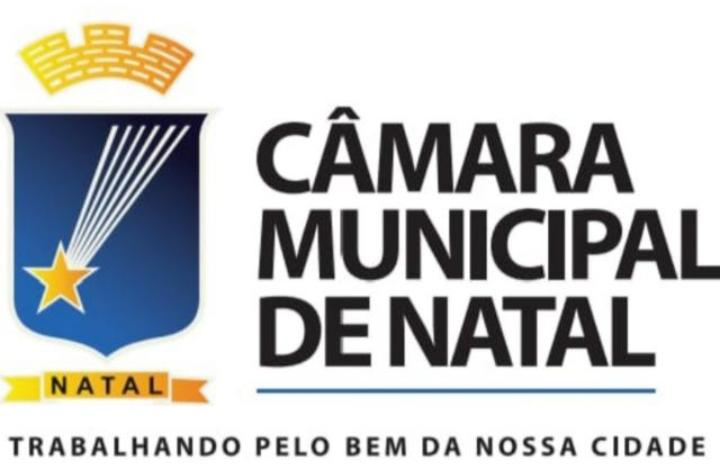 CÂMARA
MUNICIPAL
DE NATAL
NATAL
TRABALHANDO PELO BEM DA NOSSA CIDADE